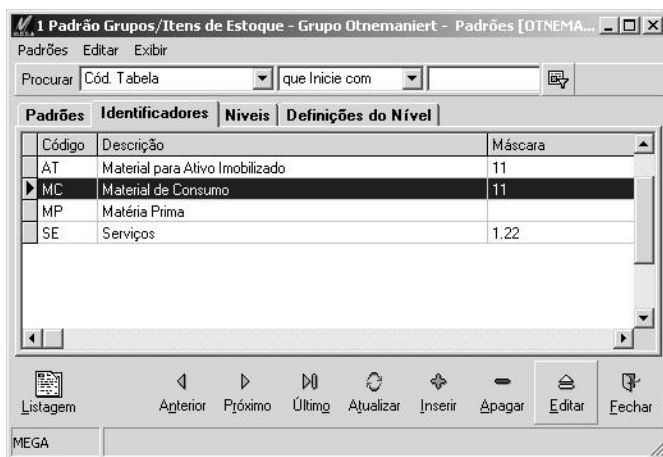 1 Padrão Grupos/Itens de Estoque - Grupo Otnemaniert - Padrões [OTNEMA...
Padrões Editar Exibir
Procurar Cód. Tabela que Inicie com
Padrões Identificadores Niveis Definições do Nível
Código Descrição Máscara
AT Material para Ativo Imobilizado 11
MC Material de Consumo 11
MP Matéria Prima
SE Serviços 1.22
Listagem Anterior Próximo Último Atualizar Inserir Apagar Editar Fechar
MEGA